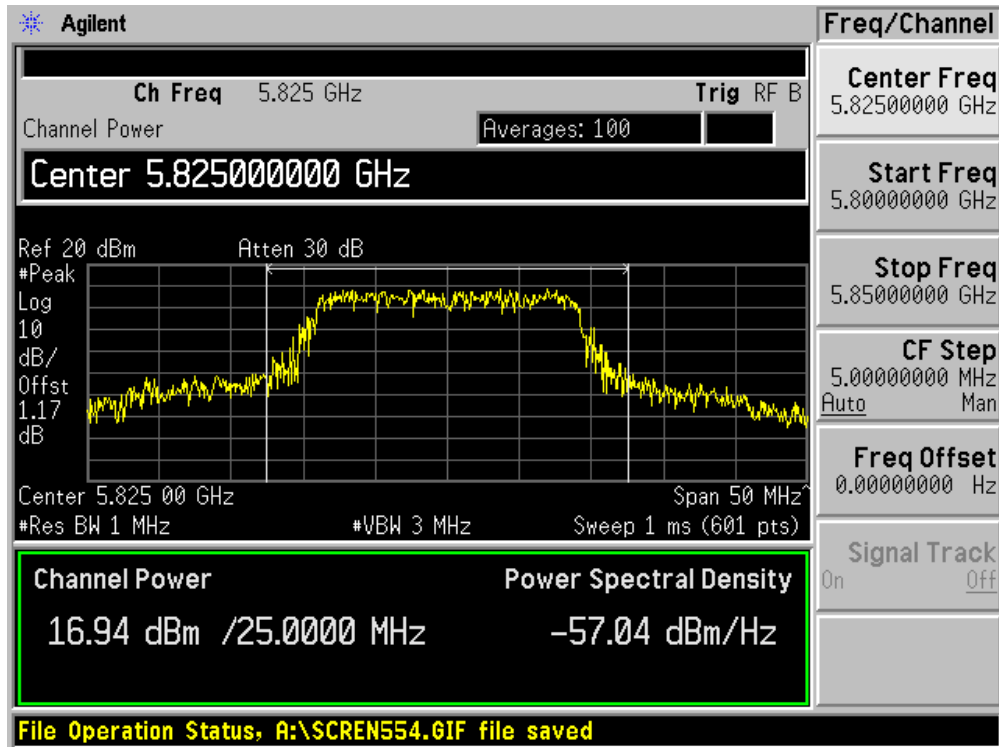 Agilent
Freq/Channel
Ch Freq 5.825 GHz Trig RF B
Channel Power Averages: 100
Center 5.825000000 GHz
Ref 20 dBm Atten 30 dB
#Peak
Log
10
dB/
Offst
1.17
dB
Center 5.825 00 GHz Span 50 MHz^
#Res BW 1 MHz #VBW 3 MHz Sweep 1 ms (601 pts)
Channel Power Power Spectral Density
16.94 dBm /25.0000 MHz -57.04 dBm/Hz
File Operation Status, A:\SCREN554.GIF file saved
Center Freq
5.82500000 GHz
Start Freq
5.80000000 GHz
Stop Freq
5.85000000 GHz
CF Step
5.00000000 MHz
Auto Man
Freq Offset
0.00000000 Hz
Signal Track
On Off